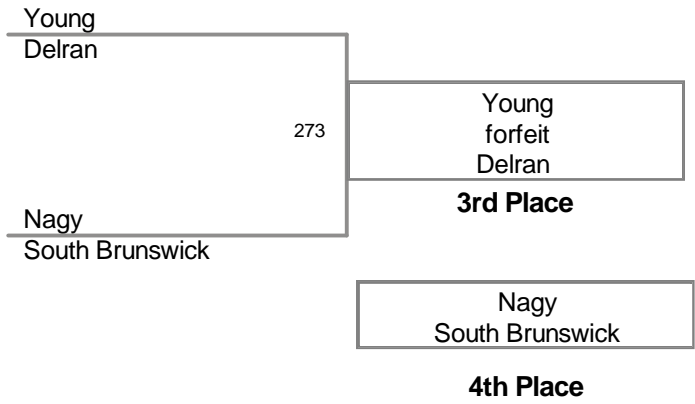 Young
Delran
273
Young
forfeit
Delran
3rd Place
Nagy
South Brunswick
Nagy
South Brunswick
4th Place